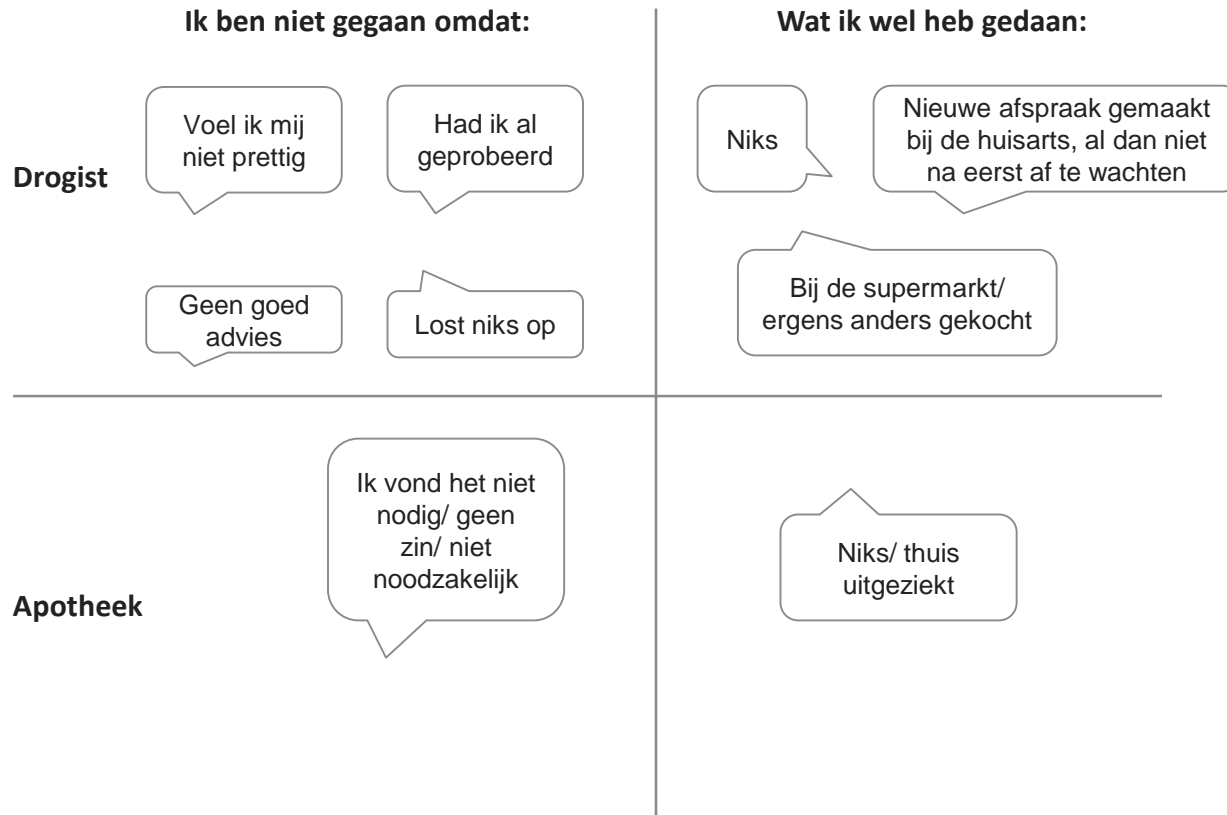 Ik ben niet gegaan omdat:
Wat ik wel heb gedaan:
Drogist
Voel ik mij
niet prettig
Had ik al
geprobeerd
Niks
Nieuwe afspraak gemaakt
bij de huisarts, al dan niet
na eerst af te wachten
Geen goed
advies
Lost niks op
Bij de supermarkt/
ergens anders gekocht
Apotheek
Ik vond het niet
nodig/ geen
zin/ niet
noodzakelijk
Niks/ thuis
uitgeziekt